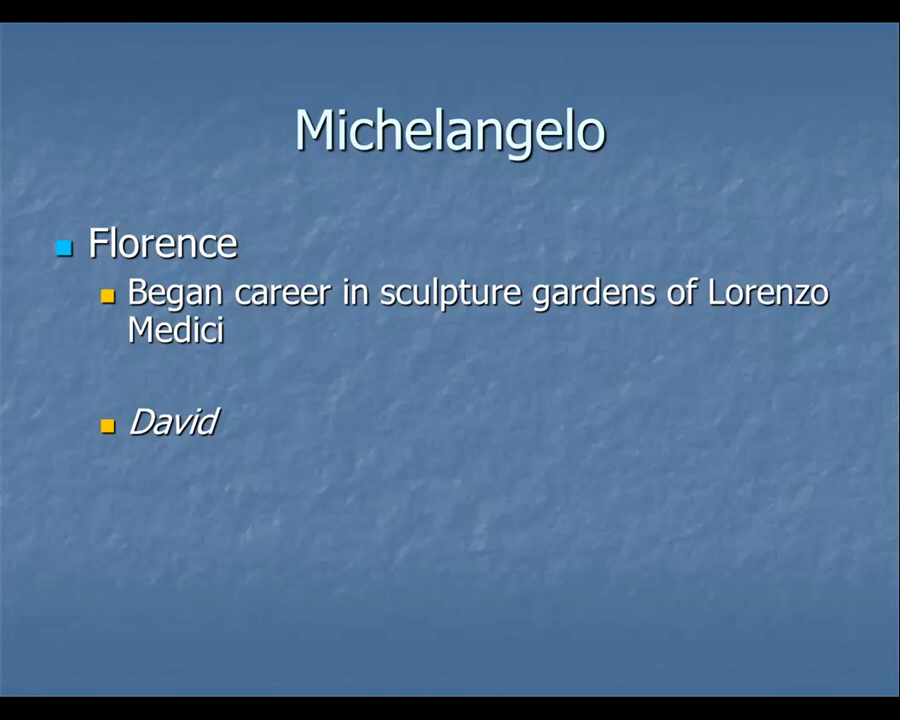 Michelangelo
Florence
Began career in sculpture gardens of Lorenzo
Medici
David